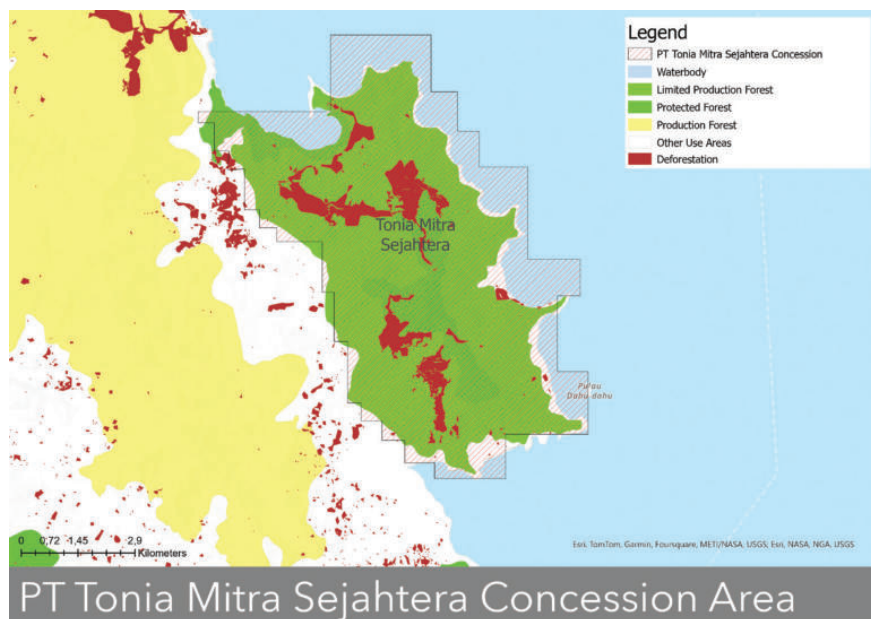 Legend
PT Tonia Mitra Sejahtera Concession
Waterbody
Limited Production Forest
Protected Forest
Production Forest
Other Use Areas
Deforestation
Tonia Mitra
Sejahtera
Pulau
Dahu dahu
0 0,72 1,45 2,9
Kilometers
Esri, TomTom, Garmin, Foursquare, METI/NASA, USGS; Esri, NASA, NGA, USGS
PT Tonia Mitra Sejahtera Concession Area